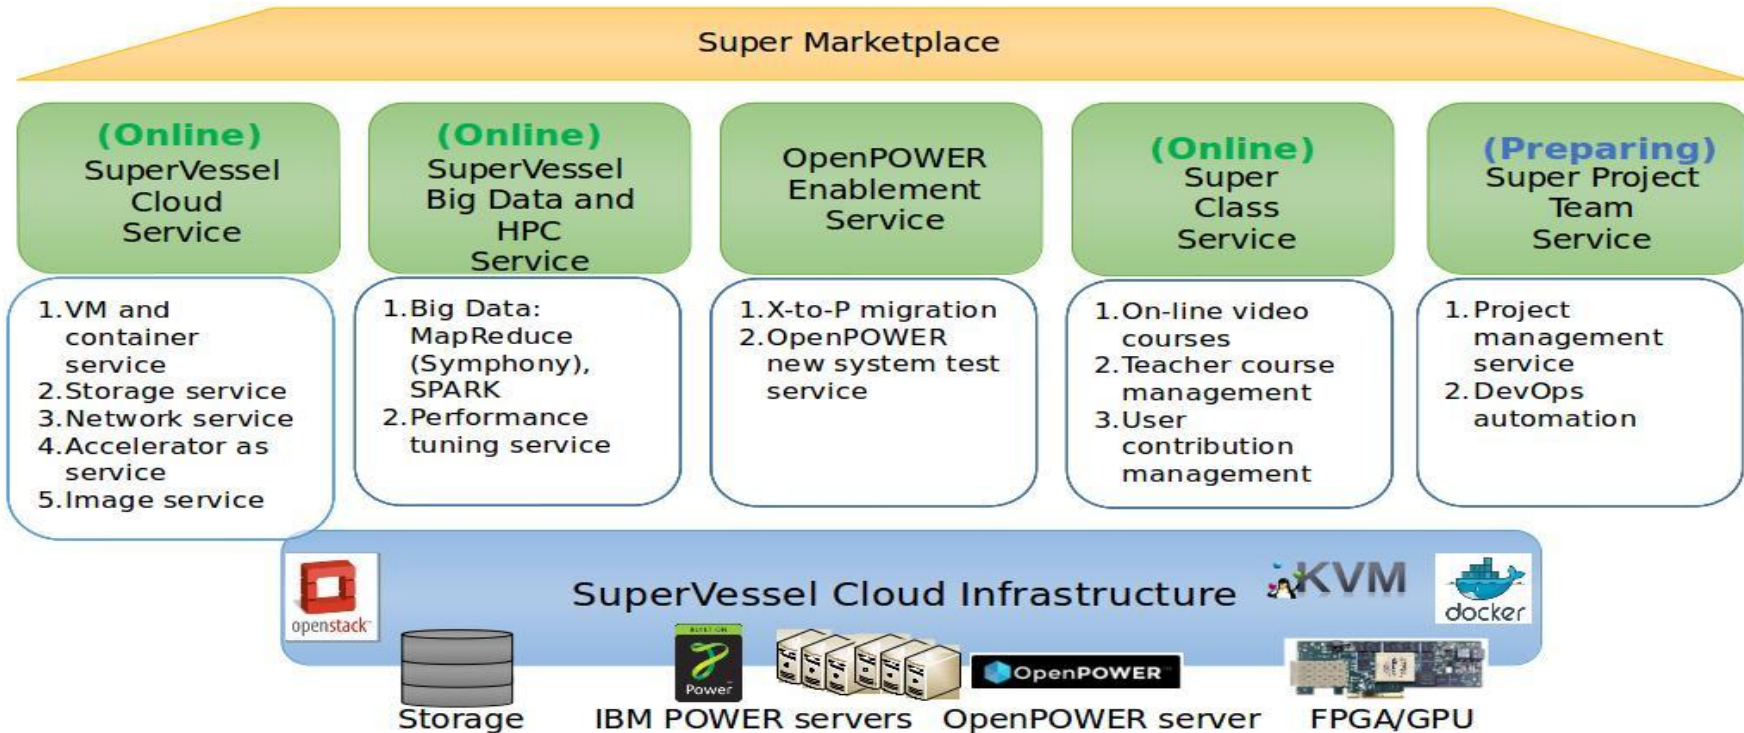 Super Marketplace
(Online)
SuperVessel
Cloud
Service
(Online)
SuperVessel
Big Data and
HPC
Service
OpenPOWER
Enablement
Service
(Online)
Super
Class
Service
(Preparing)
Super Project
Team
Service
1.VM and
container
service
2.Storage service
3.Network service
4.Accelerator as
service
5.Image service
1.Big Data:
MapReduce
(Symphony),
SPARK
2.Performance
tuning service
1.X-to-P migration
2.OpenPOWER
new system test
service
1.On-line video
courses
2.Teacher course
management
3.User
contribution
management
1.Project
management
service
2.DevOps
automation
openstack
SuperVessel Cloud Infrastructure
KVM
docker
BUILT ON
Power
OpenPOWER
Storage
IBM POWER servers
OpenPOWER server
FPGA/GPU